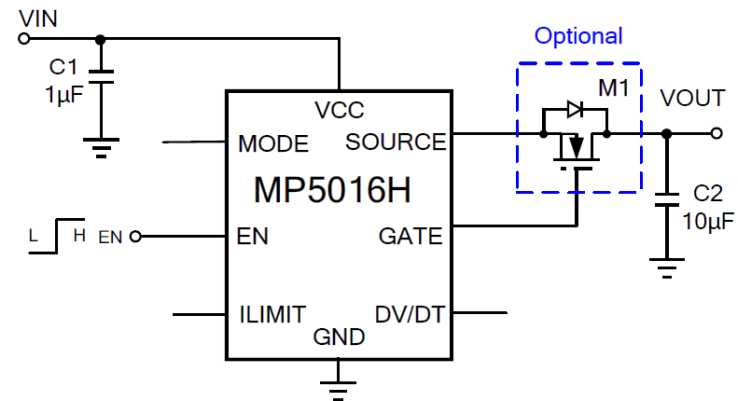 VIN
Optional
C1
1µF
M1
VOUT
VCC
MODE SOURCE
MP5016H
C2
10µF
L H EN EN GATE
ILIMIT DV/DT
GND